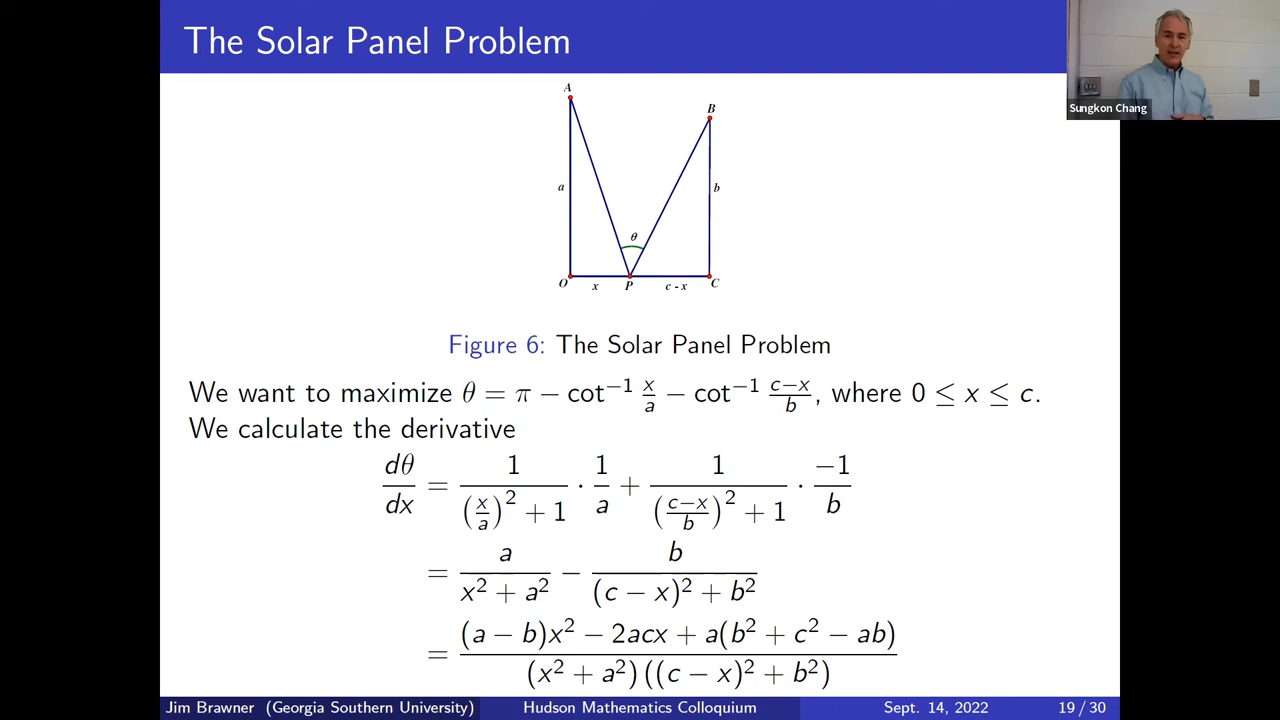 The Solar Panel Problem
Sungkon Chang
A
B
a
b
θ
O
x
P
c - x
C
Figure 6: The Solar Panel Problem
We want to maximize θ = π − cot⁻¹ x/a − cot⁻¹ (c−x)/b, where 0 ≤ x ≤ c.
We calculate the derivative
dθ/dx = 1/((x/a)² + 1) · 1/a + 1/(((c−x)/b)² + 1) · −1/b
= a/(x² + a²) − b/((c − x)² + b²)
= ((a − b)x² − 2acx + a(b² + c² − ab))/((x² + a²)((c − x)² + b²))
Jim Brawner (Georgia Southern University) Hudson Mathematics Colloquium Sept. 14, 2022 19 / 30